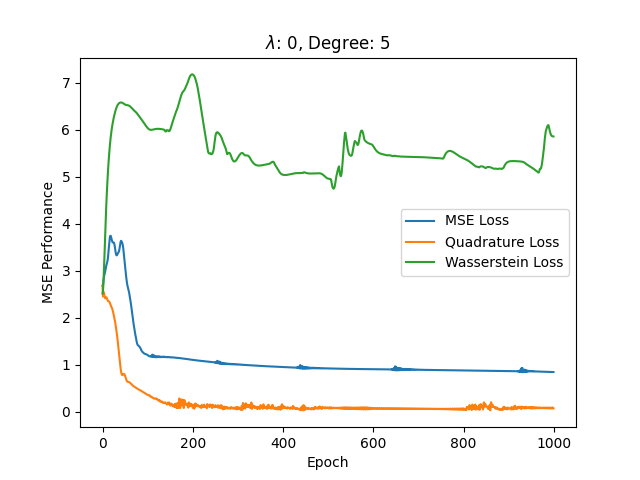 λ: 0, Degree: 5
MSE Performance
7
6
5
4
3
2
1
0
MSE Loss
Quadrature Loss
Wasserstein Loss
0 200 400 600 800 1000
Epoch